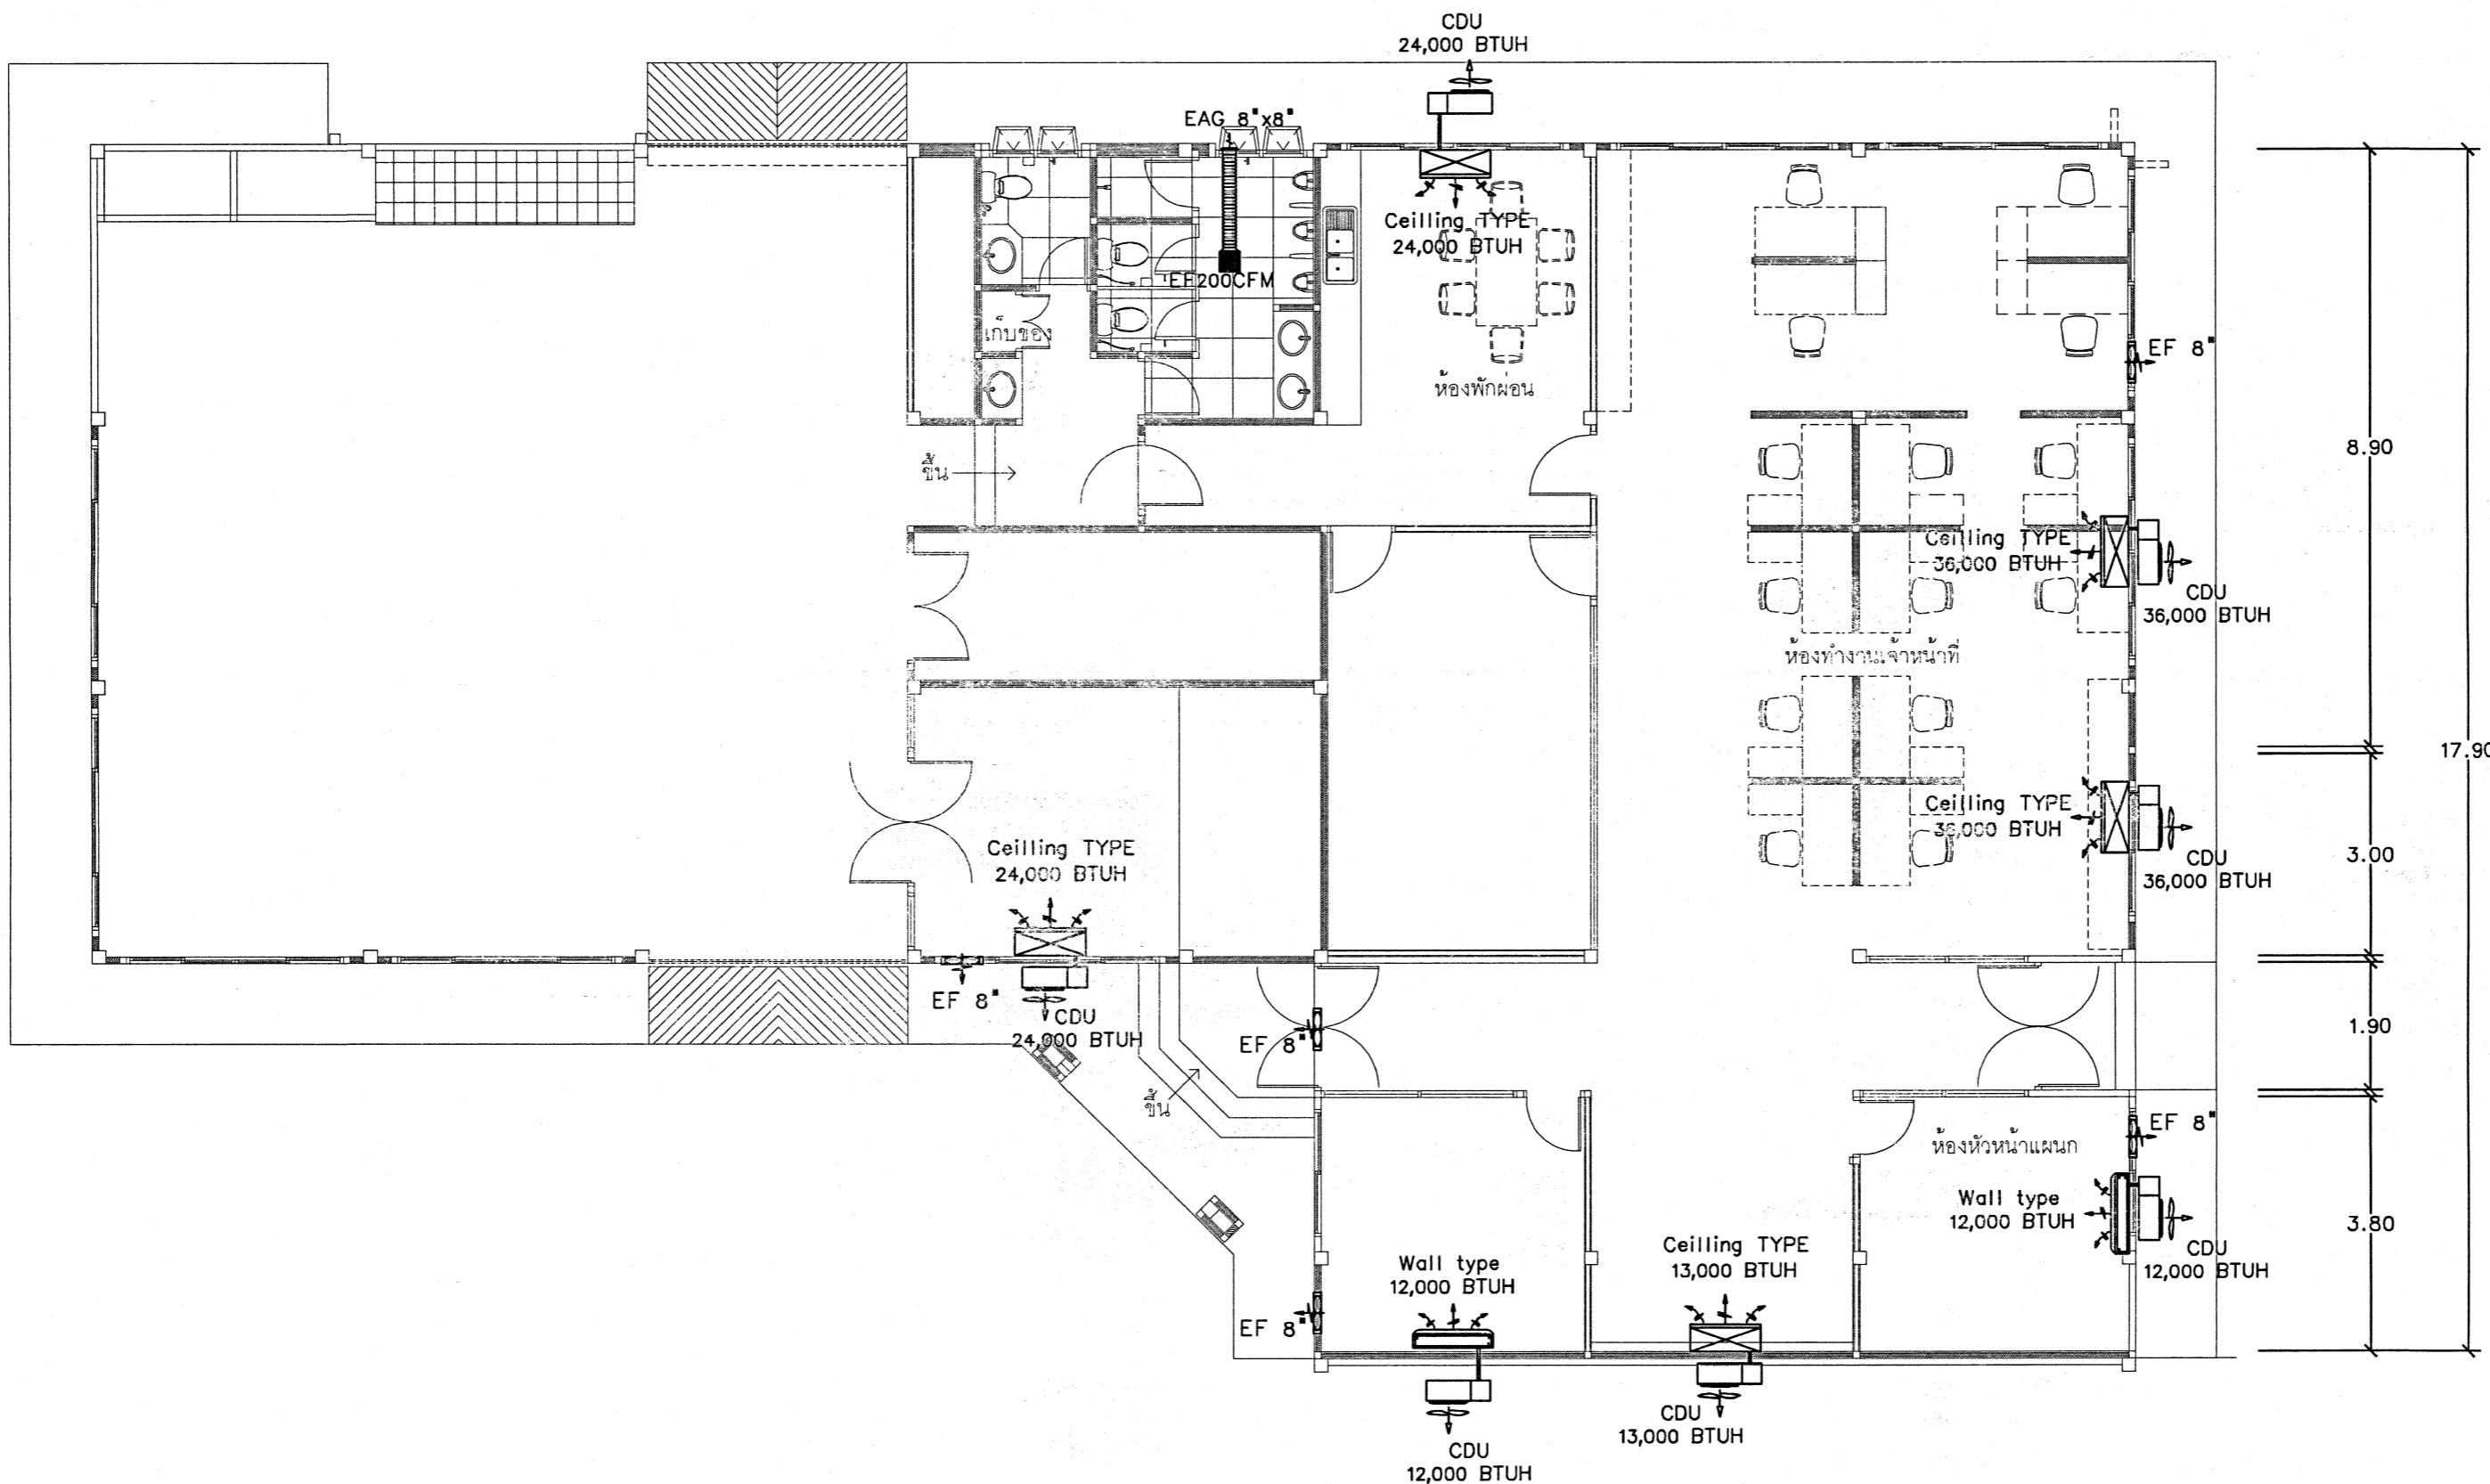 CDU
24,000 BTUH
EAG 8"x8"
Ceilling TYPE
24,000 BTUH
EF200CFM
เก็บของ
ห้องพักผ่อน
EF 8"
8.90
ขึ้น
Ceilling TYPE
36,000 BTUH
CDU
36,000 BTUH
ห้องทำงานเจ้าหน้าที่
17.90
Ceilling TYPE
36,000 BTUH
CDU
36,000 BTUH
3.00
Ceilling TYPE
24,000 BTUH
EF 8"
CDU
24,000 BTUH
EF 8"
1.90
ขึ้น
ห้องหัวหน้าแผนก
EF 8"
Wall type
12,000 BTUH
3.80
CDU
12,000 BTUH
Wall type
12,000 BTUH
Ceilling TYPE
13,000 BTUH
EF 8"
CDU
13,000 BTUH
CDU
12,000 BTUH